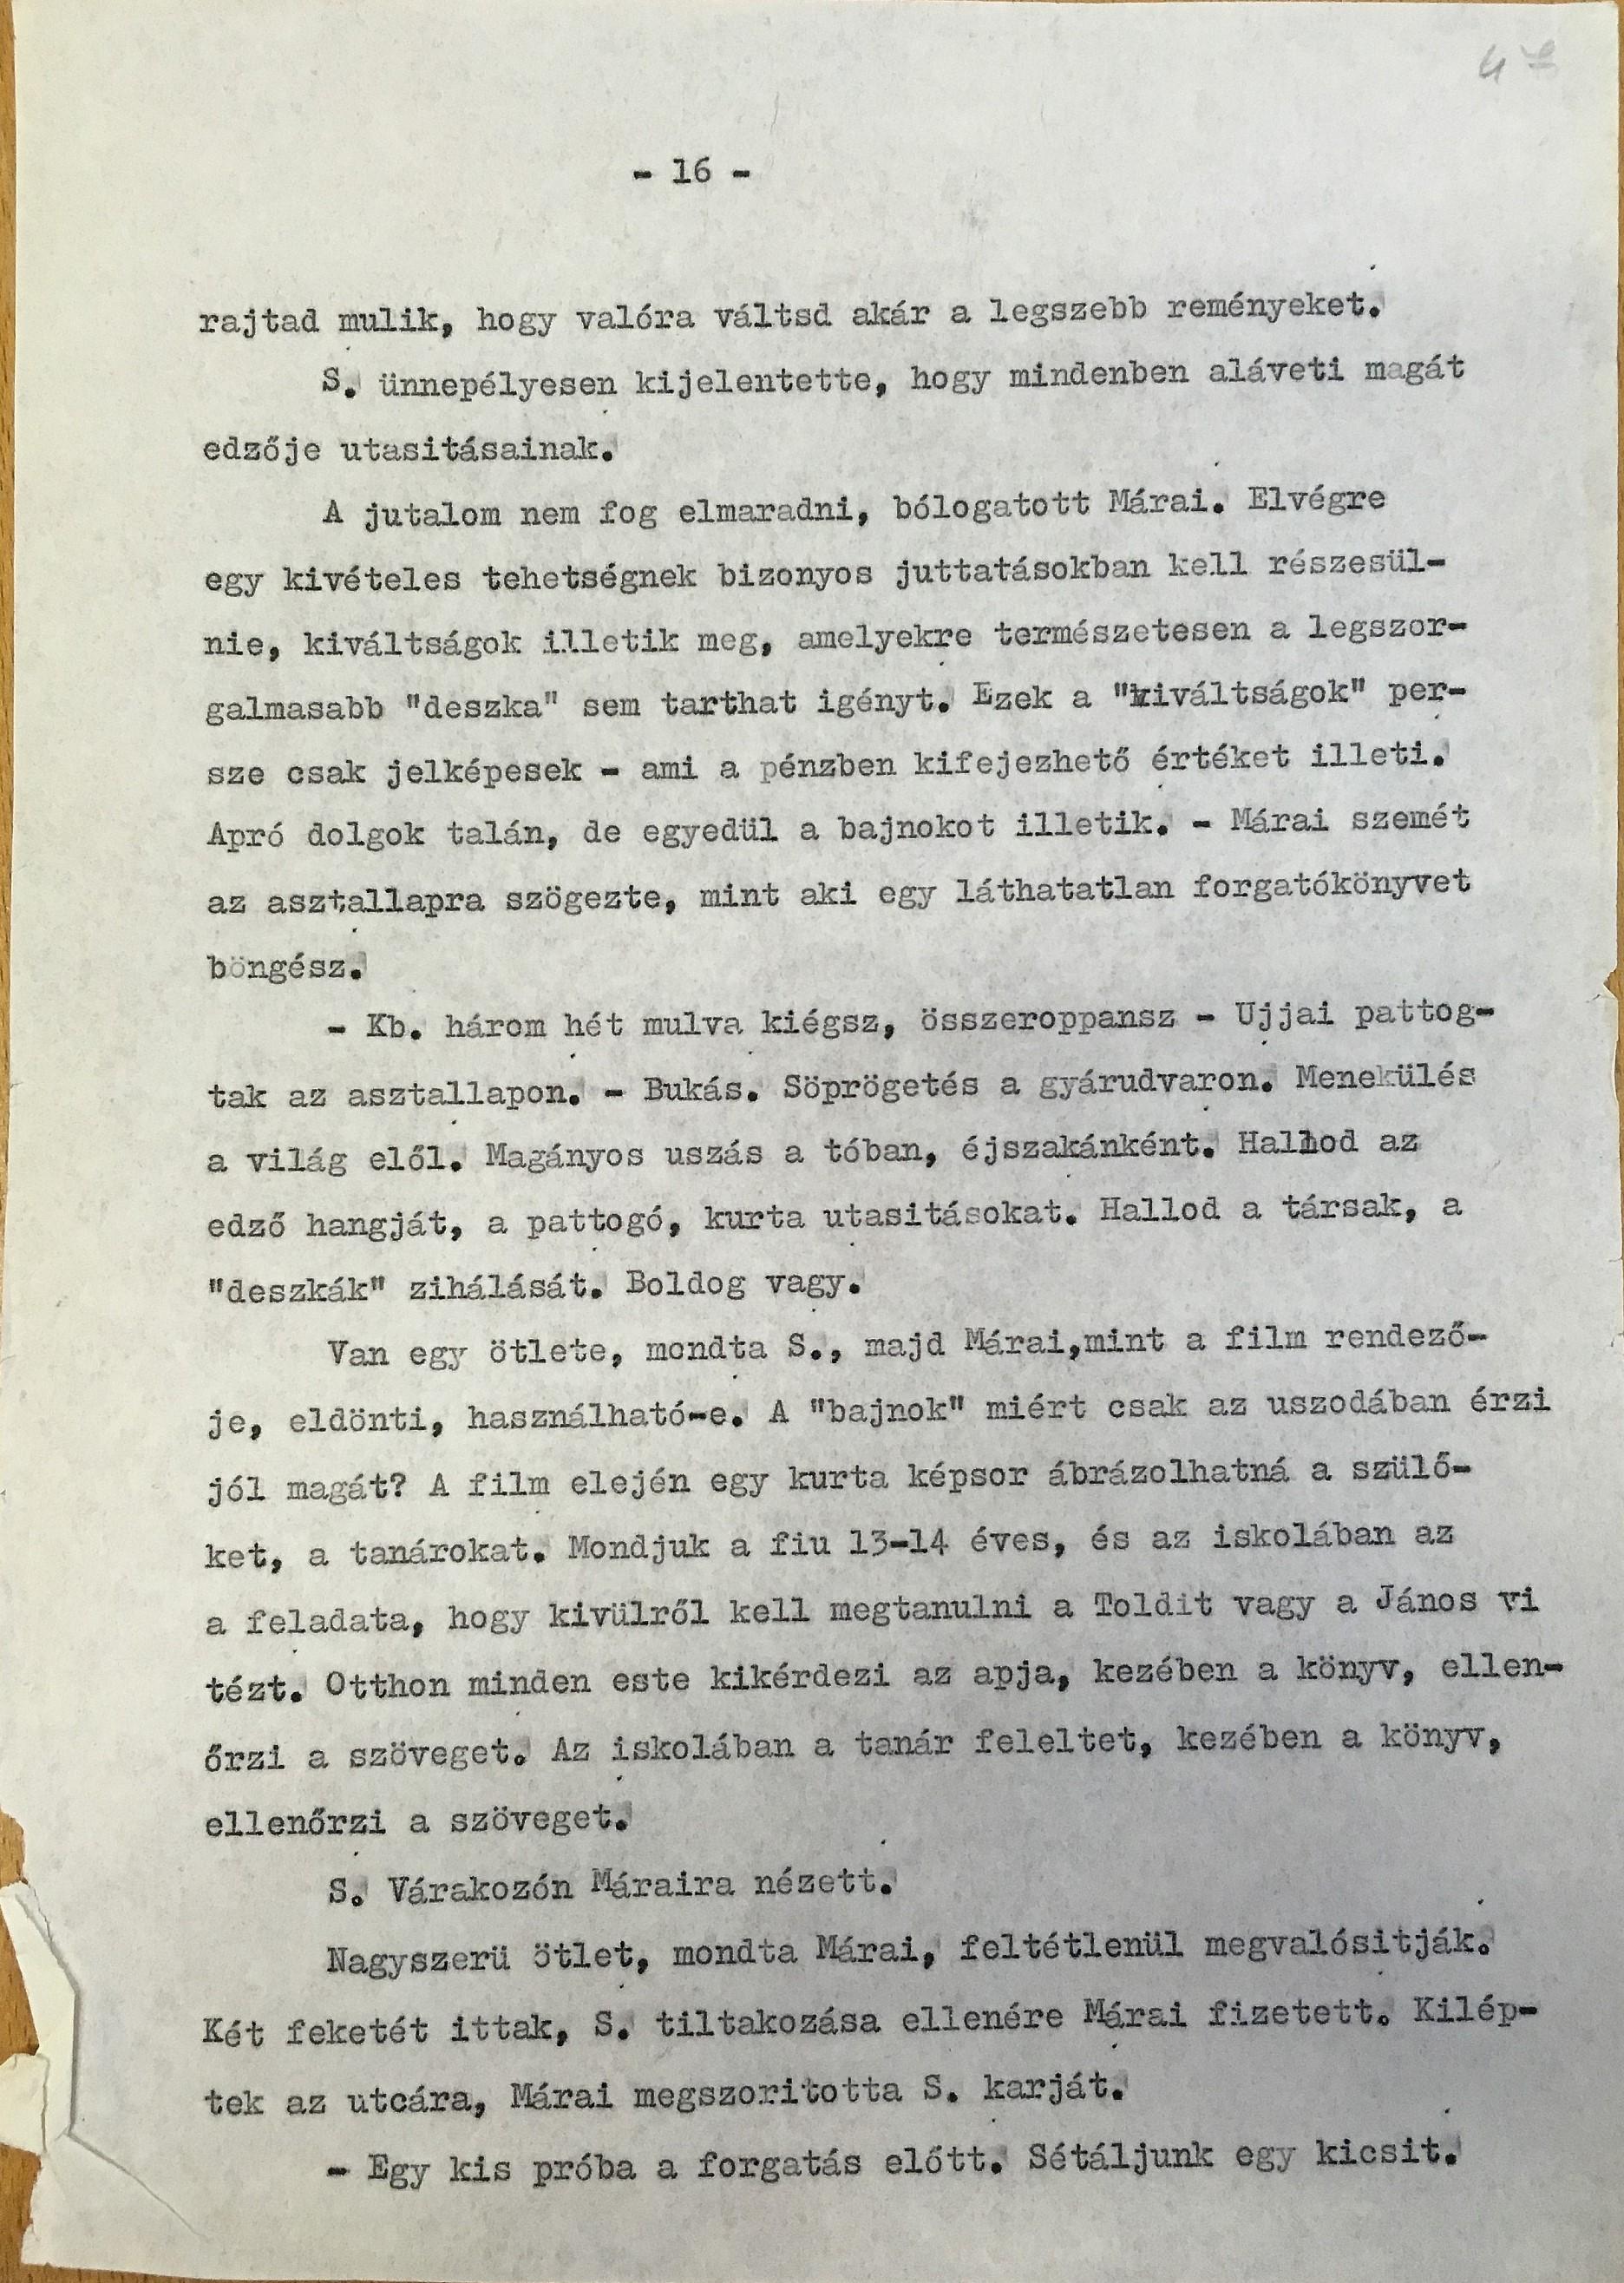 - 16 -
rajtad mulik, hogy valóra váltsd akár a legszebb reményeket.
S. ünnepélyesen kijelentette, hogy mindenben aláveti magát
edzője utasitásainak.
A jutalom nem fog elmaradni, bólogatott Márai. Elvégre
egy kivételes tehetségnek bizonyos juttatásokban kell részesül-
nie, kiváltságok illetik meg, amelyekre természetesen a legszor-
galmasabb "deszka" sem tarthat igényt. Ezek a "kiváltságok" per-
sze csak jelképesek - ami a pénzben kifejezhető értéket illeti.
Apró dolgok talán, de egyedül a bajnokot illetik. - Márai szemét
az asztallapra szögezte, mint aki egy láthatatlan forgatókönyvet
böngész.
- Kb. három hét mulva kiégsz, összeroppansz - Ujjai pattog-
tak az asztallapon. - Bukás. Söprögetés a gyárudvaron. Menekülés
a világ elől. Magányos uszás a tóban, éjszakánként. Hallod az
edző hangját, a pattogó, kurta utasitásokat. Hallod a társak, a
"deszkák" zihálását. Boldog vagy.
Van egy ötlete, mondta S., majd Márai,mint a film rendező-
je, eldönti, használható-e. A "bajnok" miért csak az uszodában érzi
jól magát? A film elején egy kurta képsor ábrázolhatná a szülő-
ket, a tanárokat. Mondjuk a fiu 13-14 éves, és az iskolában az
a feladata, hogy kivülről kell megtanulni a Toldit vagy a János vi
tézt. Otthon minden este kikérdezi az apja, kezében a könyv, ellen-
őrzi a szöveget. Az iskolában a tanár feleltet, kezében a könyv,
ellenőrzi a szöveget.
S. Várakozón Máraira nézett.
Nagyszerü ötlet, mondta Márai, feltétlenül megvalósitják.
Két feketét ittak, S. tiltakozása ellenére Márai fizetett. Kilép-
tek az utcára, Márai megszoritotta S. karját.
- Egy kis próba a forgatás előtt. Sétáljunk egy kicsit.